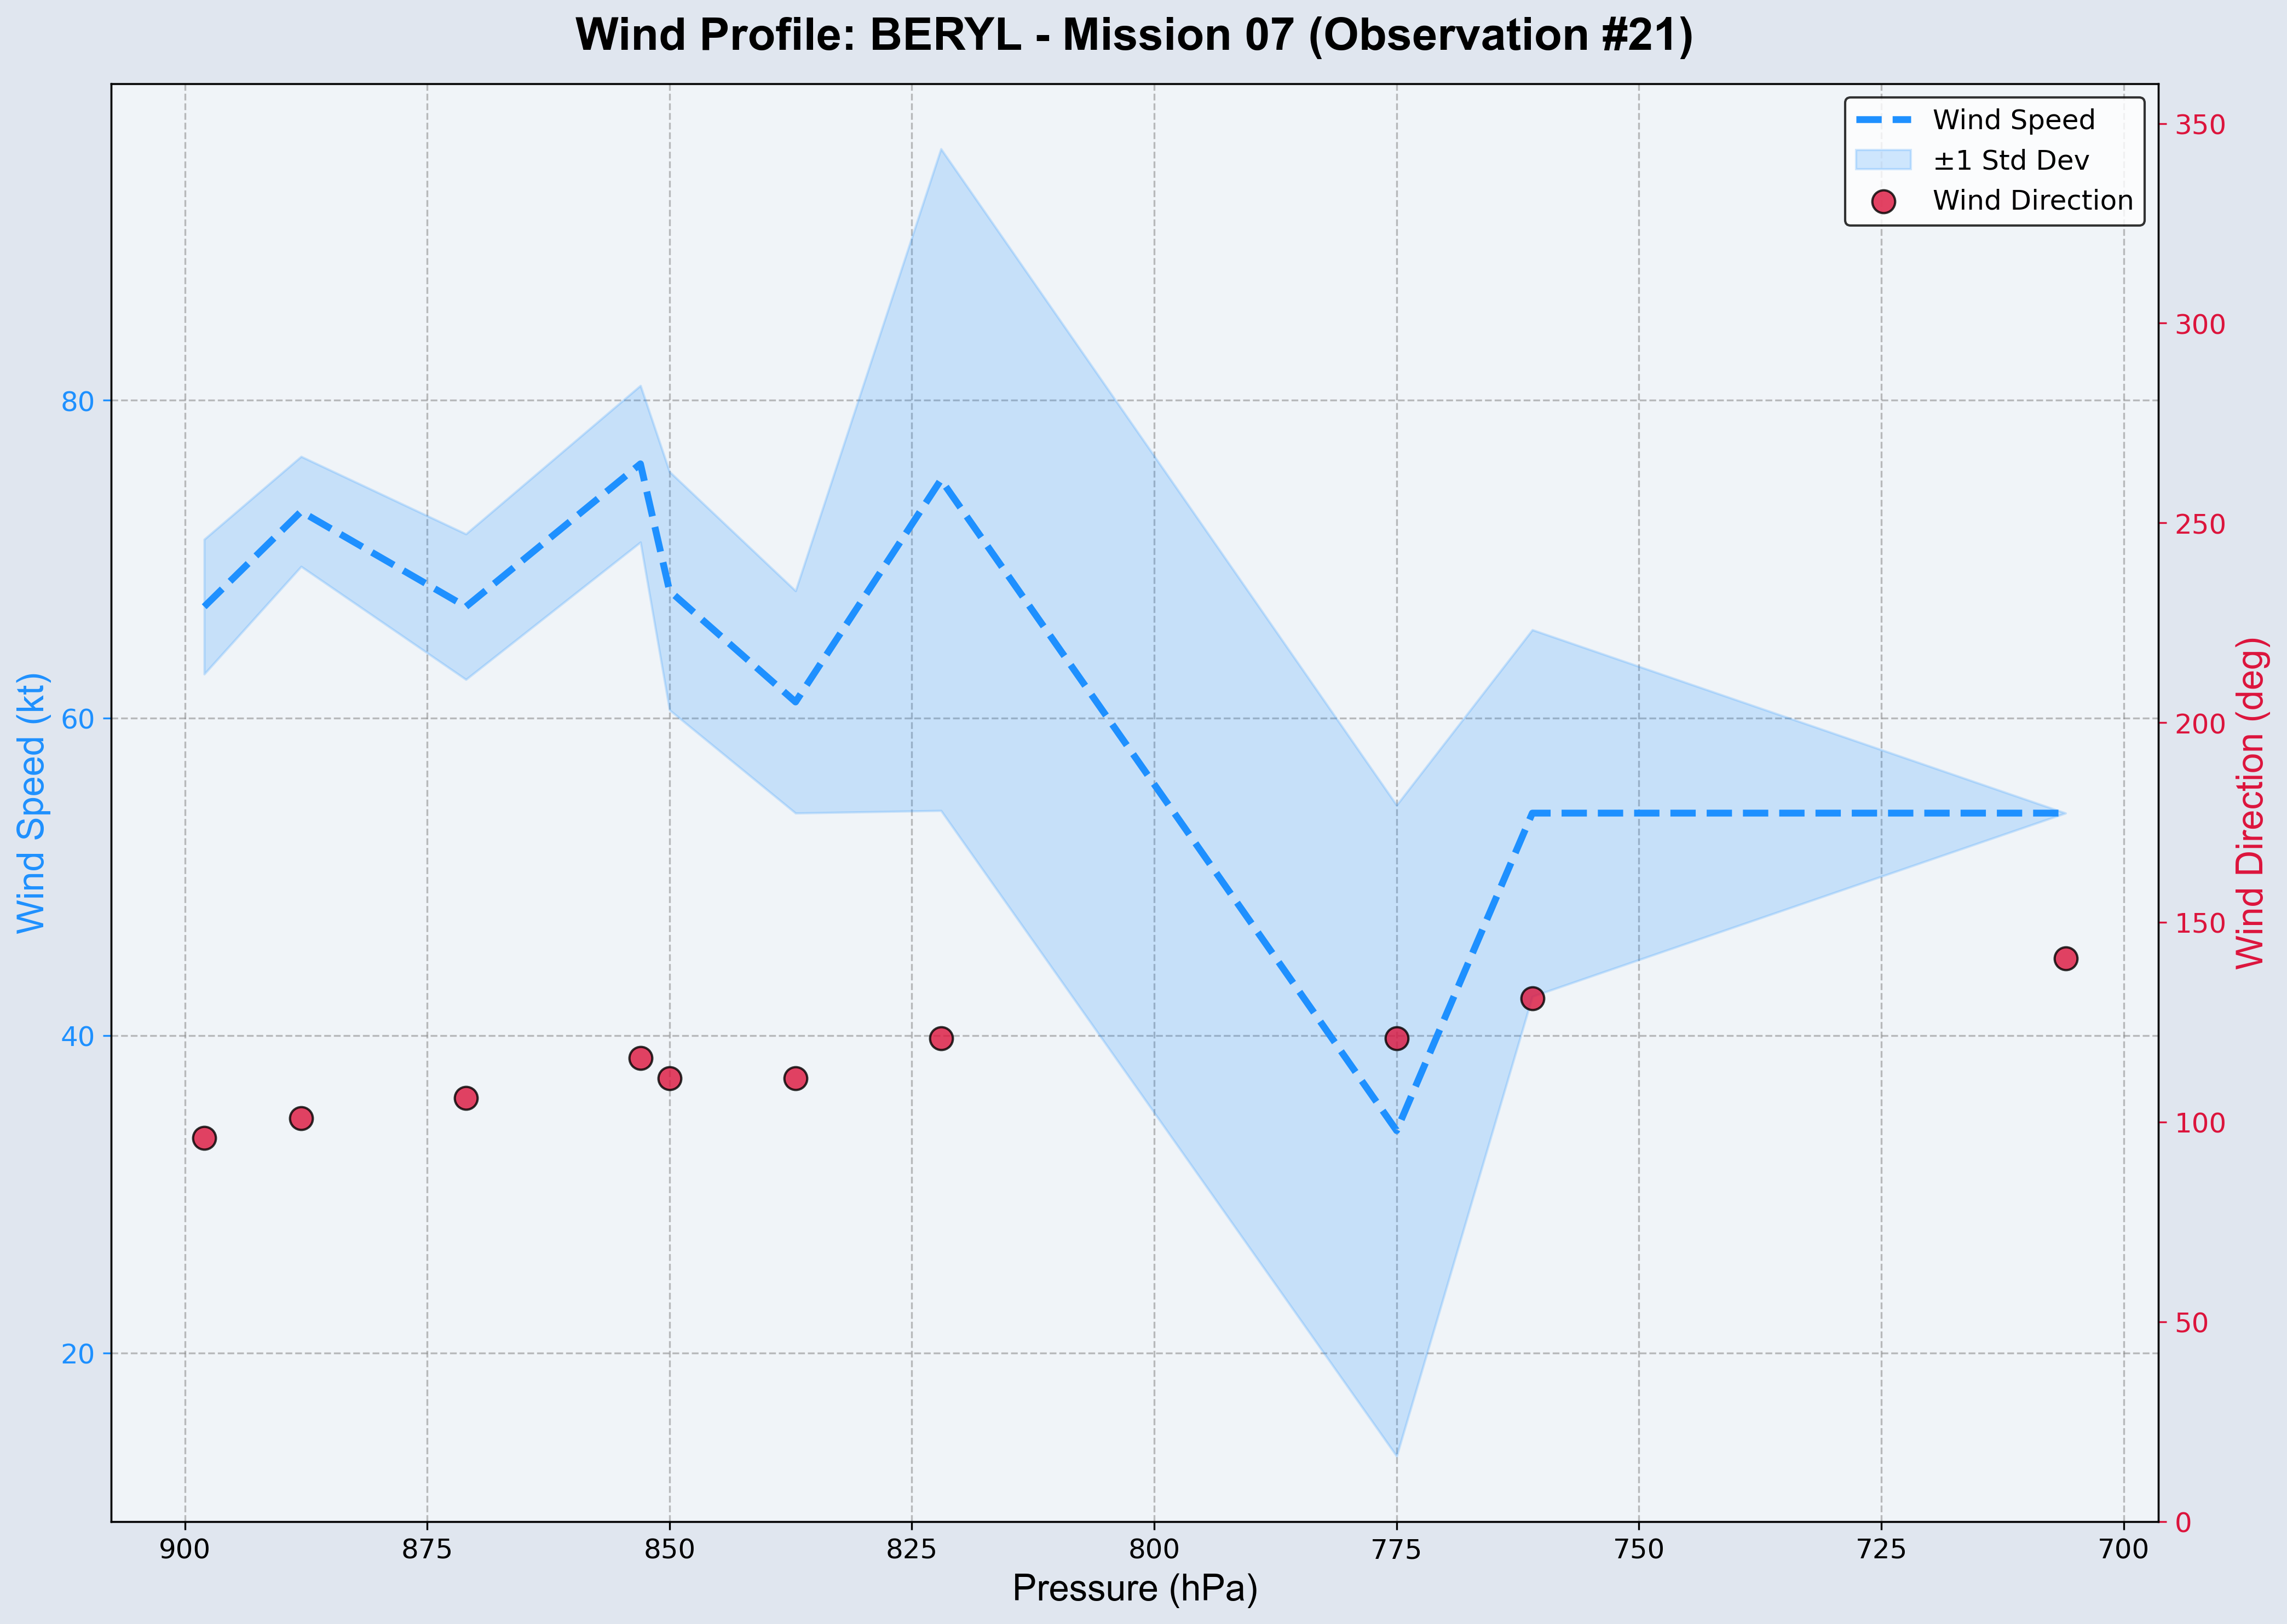 Wind Profile: BERYL - Mission 07 (Observation #21)
Wind Speed
±1 Std Dev
Wind Direction
Wind Speed (kt)
80
60
40
20
350
300
250
200
150
100
50
0
Wind Direction (deg)
900 875 850 825 800 775 750 725 700
Pressure (hPa)